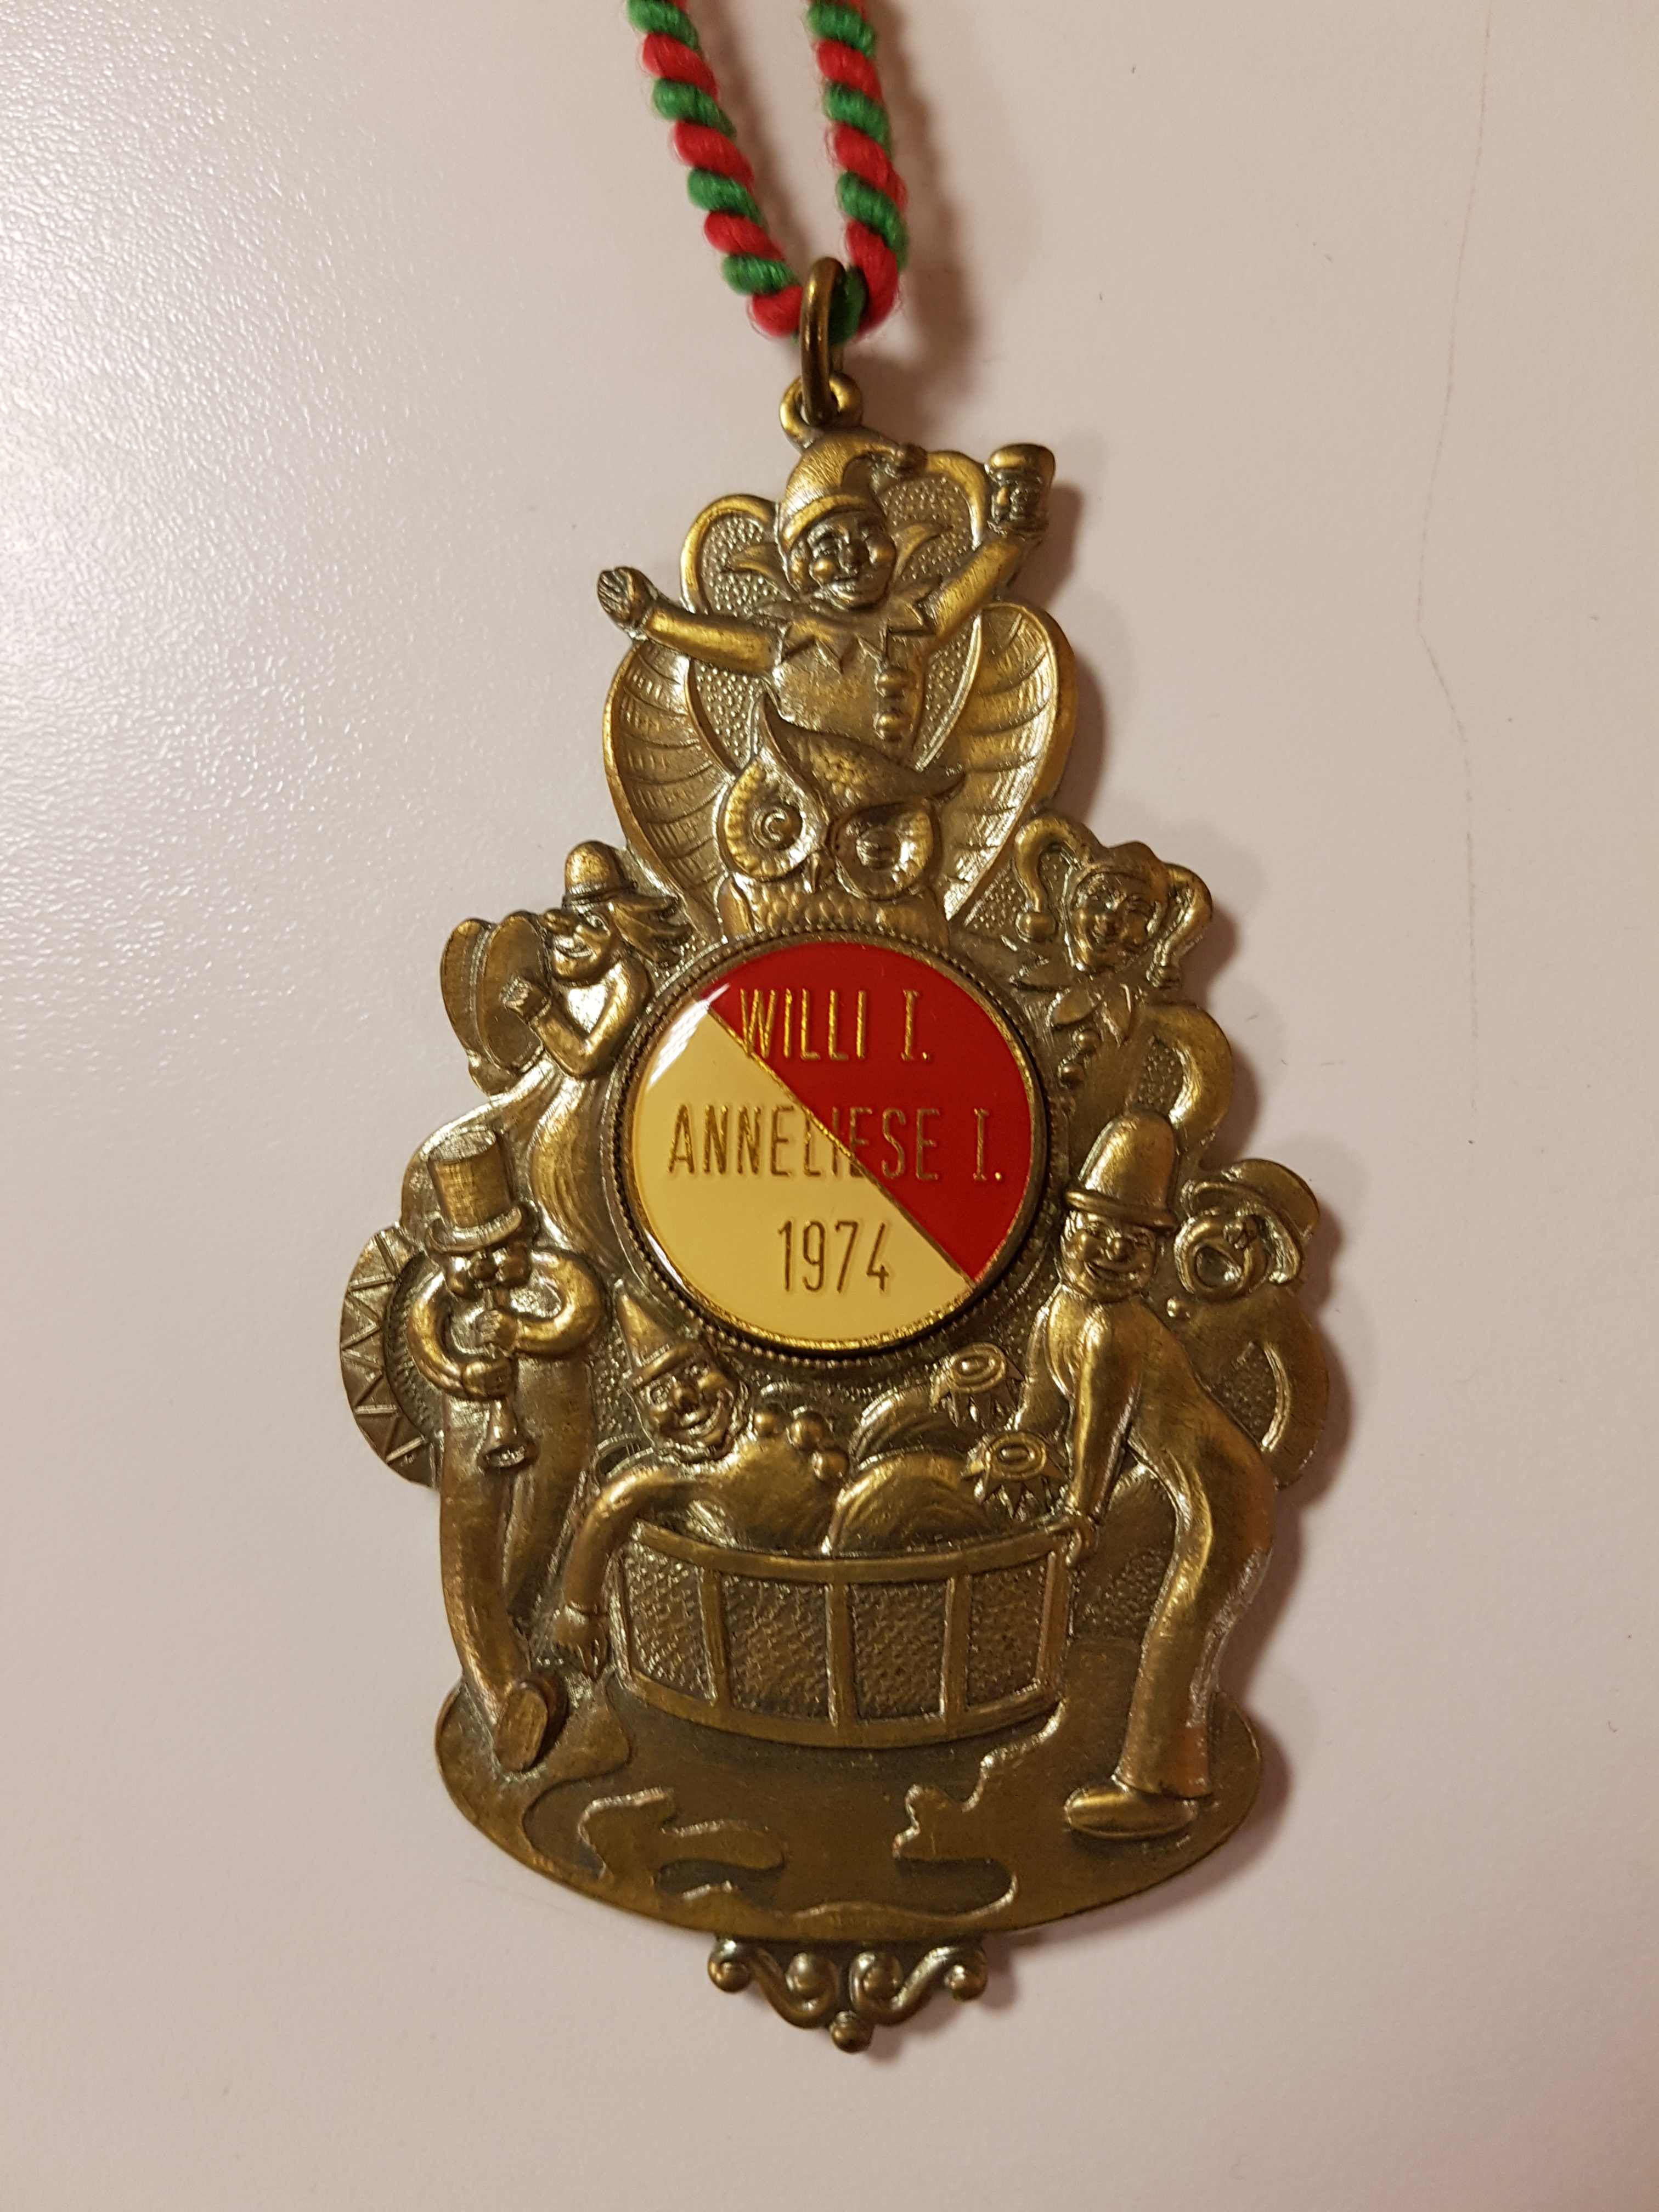 WILLI I.
ANNELIESE I.
1974